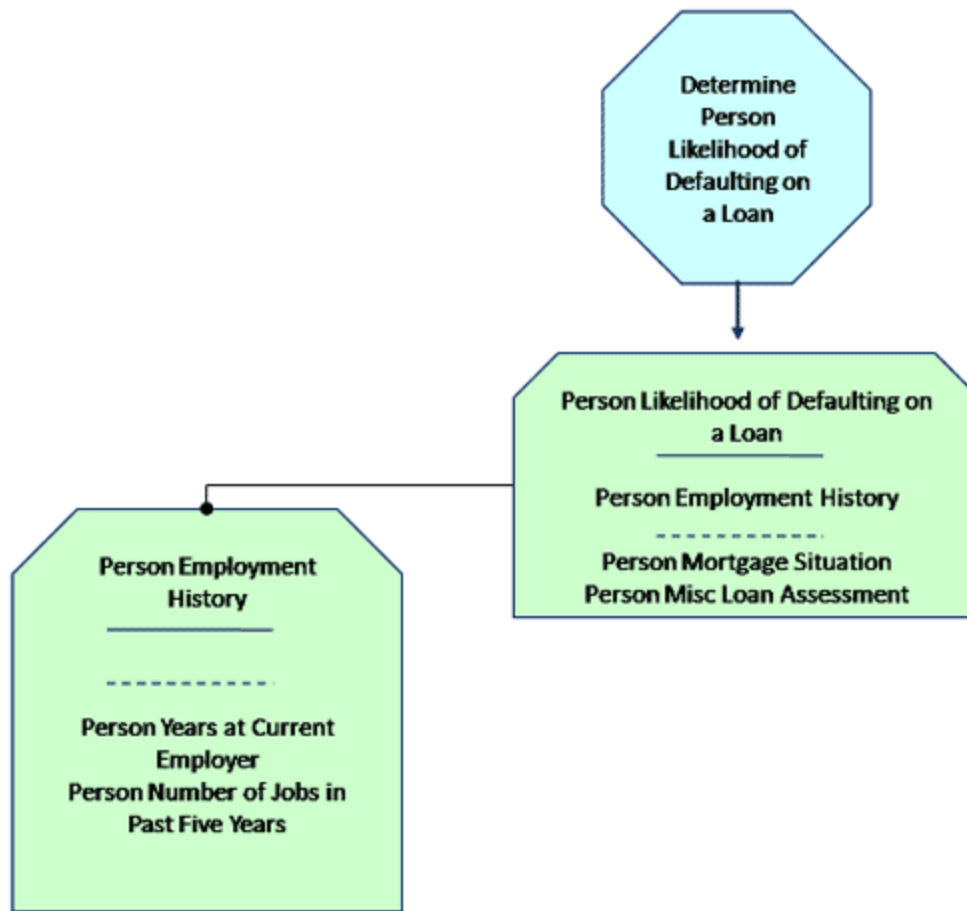 Determine
Person
Likelihood of
Defaulting on
a Loan
Person Likelihood of Defaulting on
a Loan
Person Employment History
Person Mortgage Situation
Person Misc Loan Assessment
Person Employment
History
Person Years at Current
Employer
Person Number of Jobs in
Past Five Years